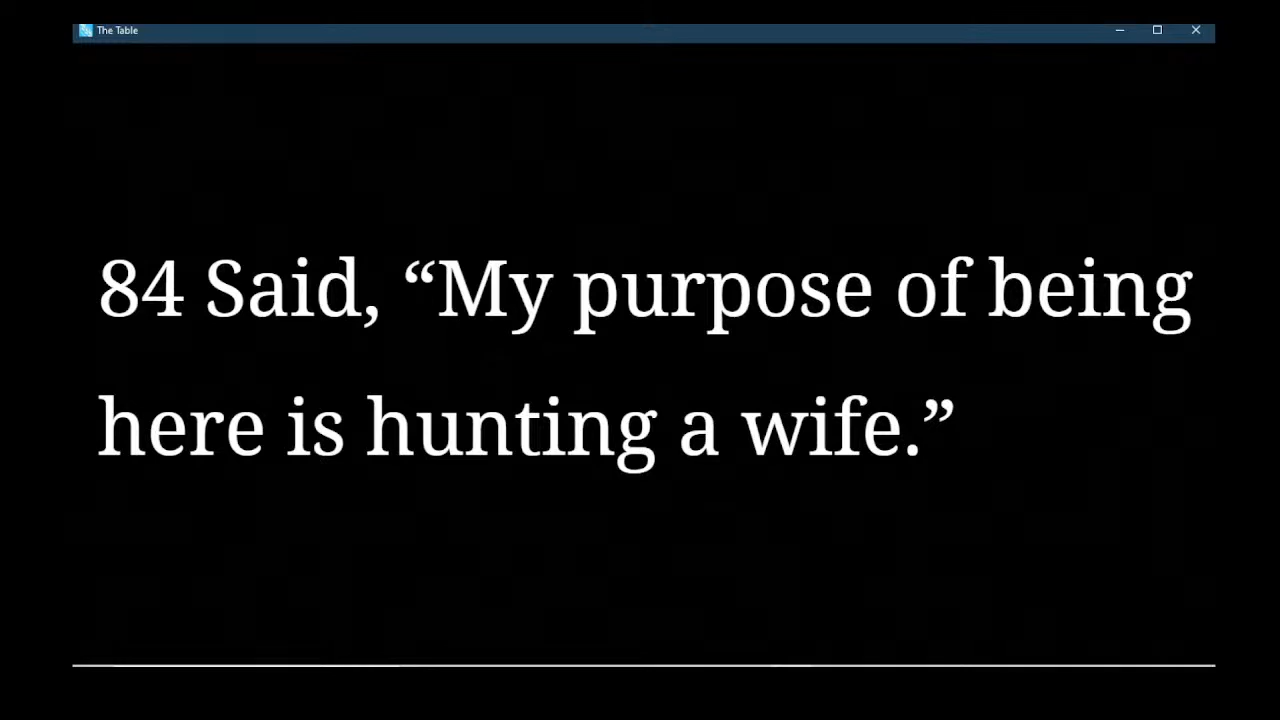 The Table
84 Said, “My purpose of being
here is hunting a wife.”